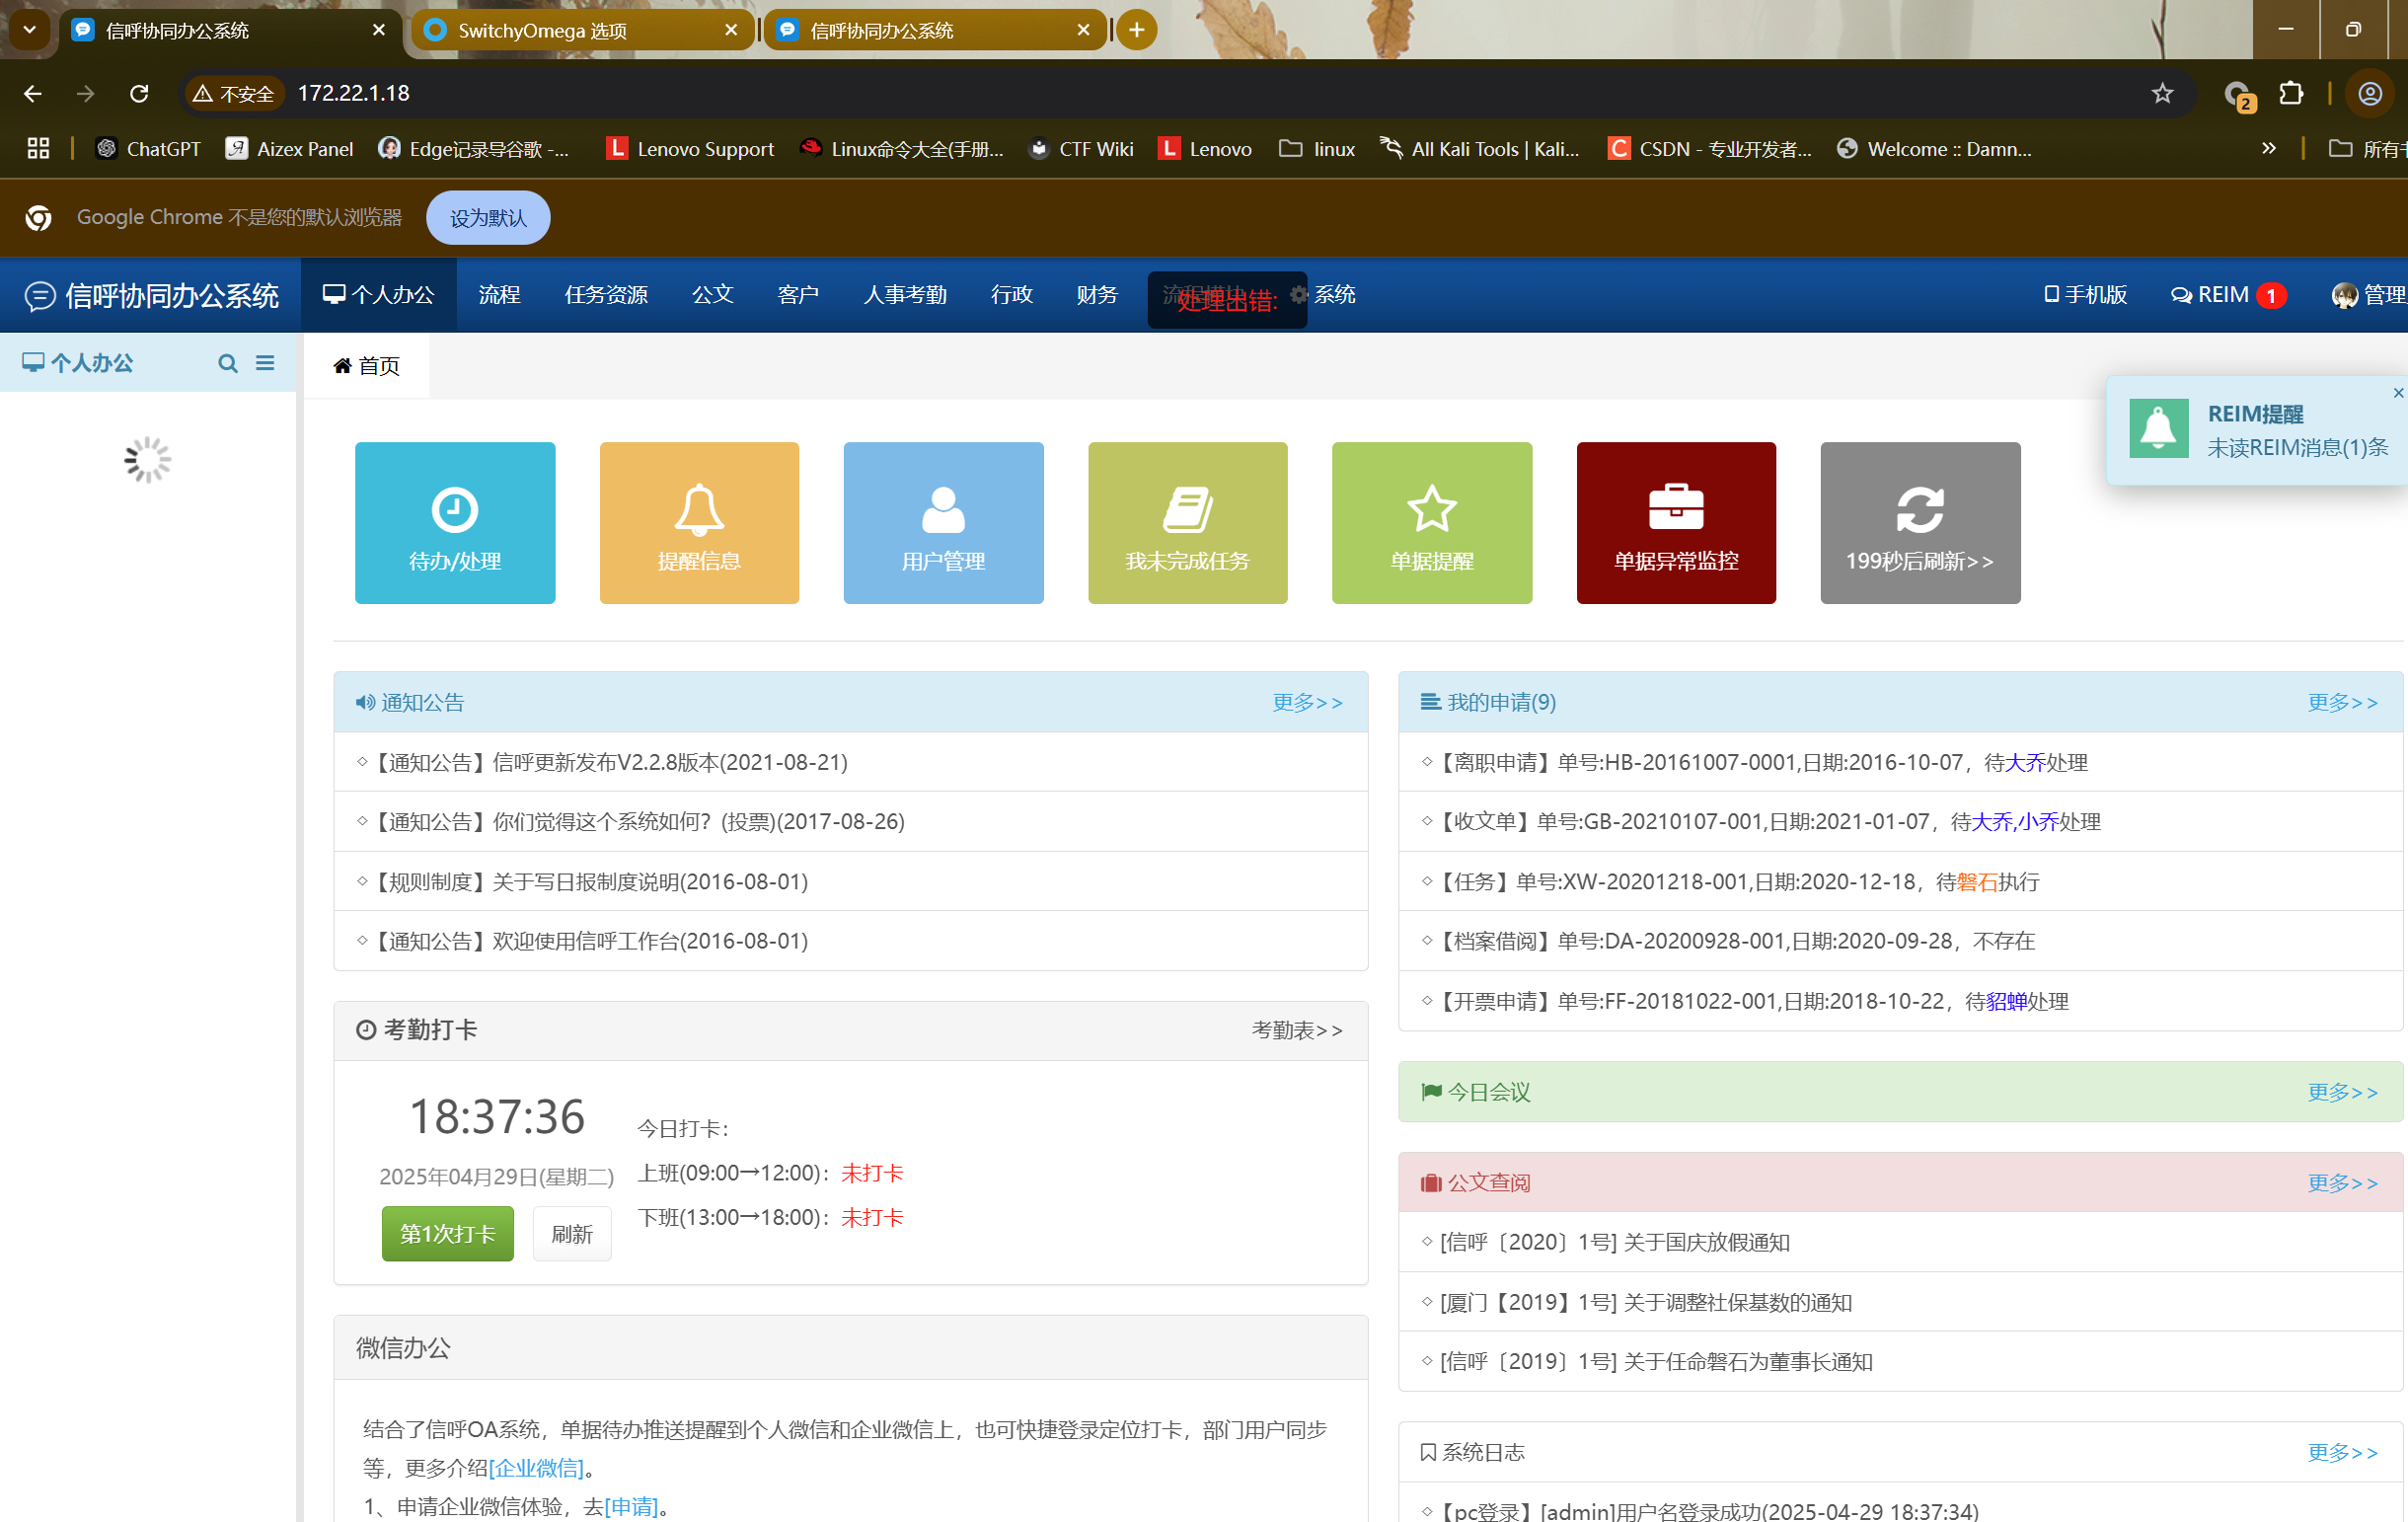 信呼协同办公系统
SwitchyOmega 选项
信呼协同办公系统
不安全 172.22.1.18
2
ChatGPT Aizex Panel Edge记录导谷歌 -... Lenovo Support Linux命令大全(手册... CTF Wiki Lenovo linux All Kali Tools | Kali... CSDN - 专业开发者... Welcome :: Damn... » 所有书
Google Chrome 不是您的默认浏览器 设为默认
信呼协同办公系统 个人办公 流程 任务资源 公文 客户 人事考勤 行政 财务 流程模块 系统 手机版 REIM 1 管理
处理出错:
个人办公
首页
REIM提醒
未读REIM消息(1)条
待办/处理
提醒信息
用户管理
我未完成任务
单据提醒
单据异常监控
199秒后刷新>>
通知公告 更多>>
◇【通知公告】信呼更新发布V2.2.8版本(2021-08-21)
◇【通知公告】你们觉得这个系统如何？(投票)(2017-08-26)
◇【规则制度】关于写日报制度说明(2016-08-01)
◇【通知公告】欢迎使用信呼工作台(2016-08-01)
考勤打卡 考勤表>>
18:37:36
2025年04月29日(星期二)
第1次打卡 刷新
今日打卡：
上班(09:00→12:00)：未打卡
下班(13:00→18:00)：未打卡
微信办公
结合了信呼OA系统，单据待办推送提醒到个人微信和企业微信上，也可快捷登录定位打卡，部门用户同步
等，更多介绍[企业微信]。
1、申请企业微信体验，去[申请]。
我的申请(9) 更多>>
◇【离职申请】单号:HB-20161007-0001,日期:2016-10-07，待大乔处理
◇【收文单】单号:GB-20210107-001,日期:2021-01-07，待大乔,小乔处理
◇【任务】单号:XW-20201218-001,日期:2020-12-18，待磐石执行
◇【档案借阅】单号:DA-20200928-001,日期:2020-09-28，不存在
◇【开票申请】单号:FF-20181022-001,日期:2018-10-22，待貂蝉处理
今日会议 更多>>
公文查阅 更多>>
◇ [信呼〔2020〕1号] 关于国庆放假通知
◇ [厦门【2019】1号] 关于调整社保基数的通知
◇ [信呼〔2019〕1号] 关于任命磐石为董事长通知
系统日志 更多>>
◇【pc登录】[admin]用户名登录成功(2025-04-29 18:37:34)